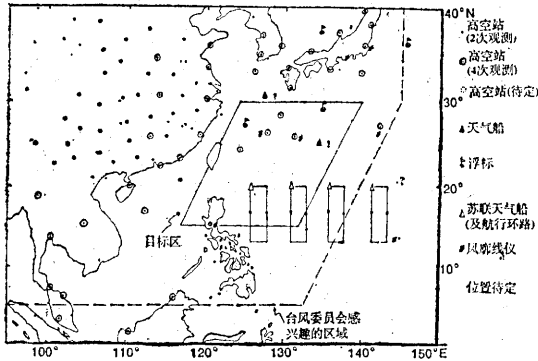 40°N
高空站
(2次观测)
高空站
(4次观测)
30°
高空站(待定)
天气船
浮标
20°
苏联天气船
(及航行环路)
目标区
风廓线仪
10°
位置待定
台风委员会感
兴趣的区域
100°
110°
120°
130°
140°
150°E